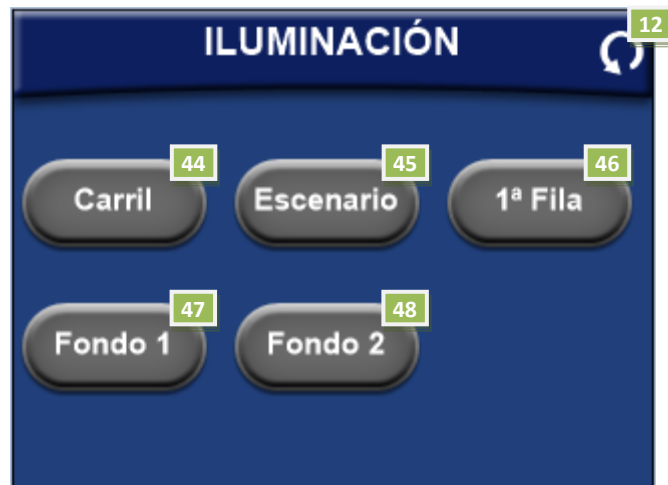 12
ILUMINACIÓN
44 45 46
Carril Escenario 1ª Fila
47 48
Fondo 1 Fondo 2